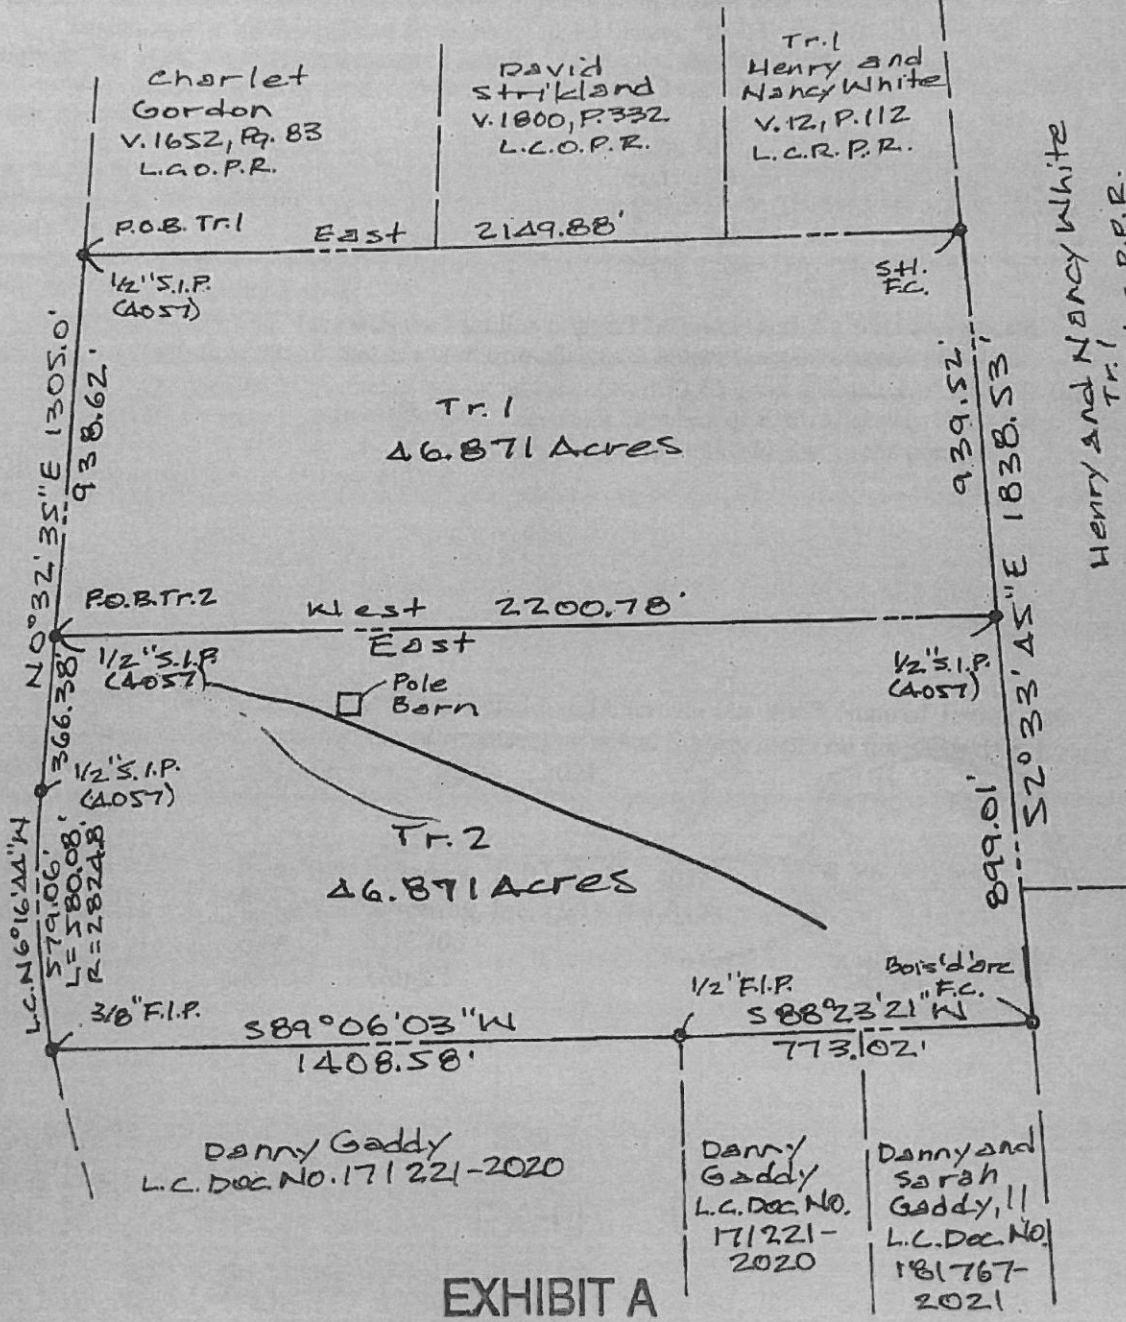 Charlet
Gordon
V.1652, Pg. 83
L.C.O.P.R.
David
Strikland
V.1800, P.332
L.C.O.P.R.
Tr.1
Henry and
Nancy White
V.12, P.112
L.C.R.P.R.
P.O.B. Tr.1
East 2149.88'
1/2" S.I.P.
(4057)
S.H.
F.C.
N0°32'35"E 1305.0'
938.62'
Tr. 1
46.871 Acres
939.52'
S2°33'45"E 1838.53'
Henry and Nancy White
Tr.1
R.P.R.
P.O.B. Tr.2
West 2200.78'
East
1/2" S.I.P.
(4057)
Pole
Barn
1/2" S.I.P.
(4057)
366.38'
1/2" S.I.P.
(4057)
Tr. 2
46.871 Acres
899.01'
L.C. N6°16'44"W
579.06'
L=580.08'
R=2824.8'
3/8" F.I.P.
S89°06'03"W
1408.58'
1/2" F.I.P.
Bois'd'arc
F.C.
S88°23'21"W
773.02'
Danny Gaddy
L.C. Doc. No. 171221-2020
Danny
Gaddy
L.C. Doc. No.
171221-
2020
Danny and
Sarah
Gaddy, II
L.C. Doc. No.
181767-
2021
EXHIBIT A